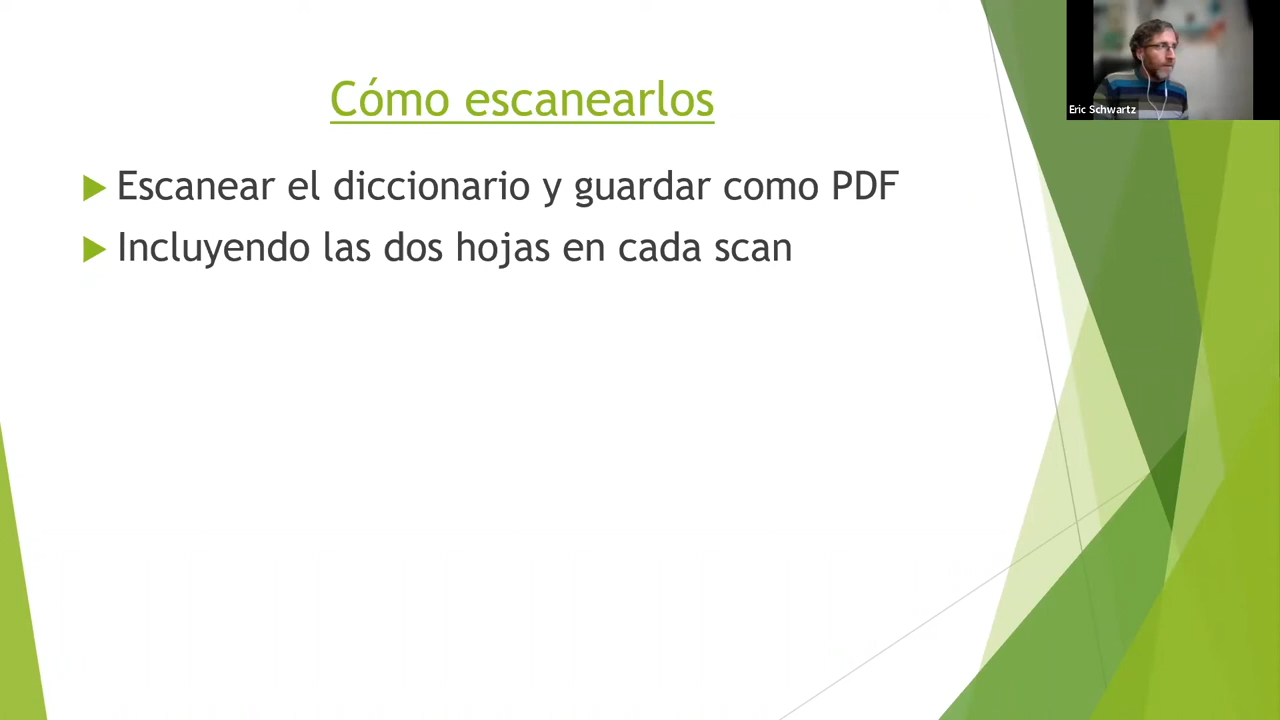 Cómo escanearlos
Escanear el diccionario y guardar como PDF
Incluyendo las dos hojas en cada scan
Eric Schwartz